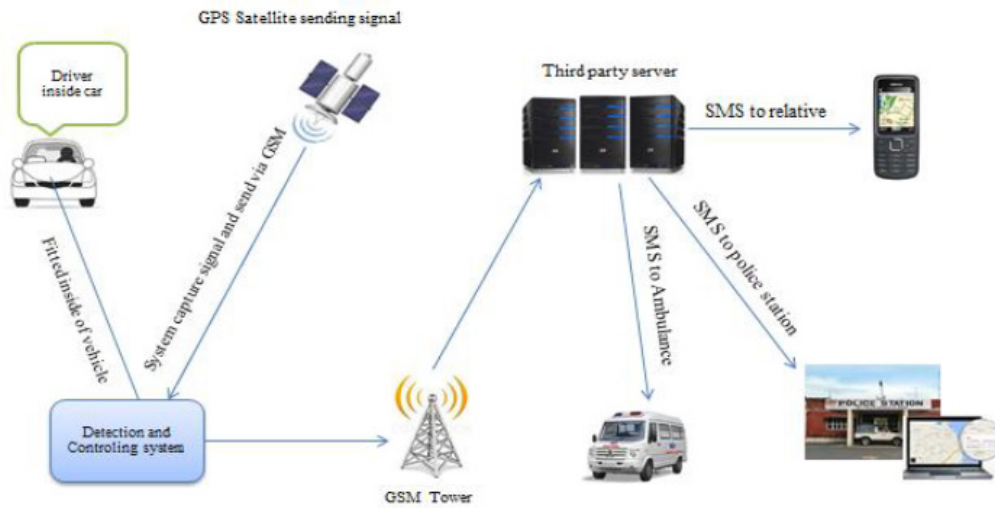 GPS Satellite sending signal
Driver
inside car
Third party server
SMS to relative
System capture signal and send via GSM
Fitted inside of vehicle
SMS to Ambulance
SMS to police station
POLICE STATION
Detection and
Controling system
GSM Tower